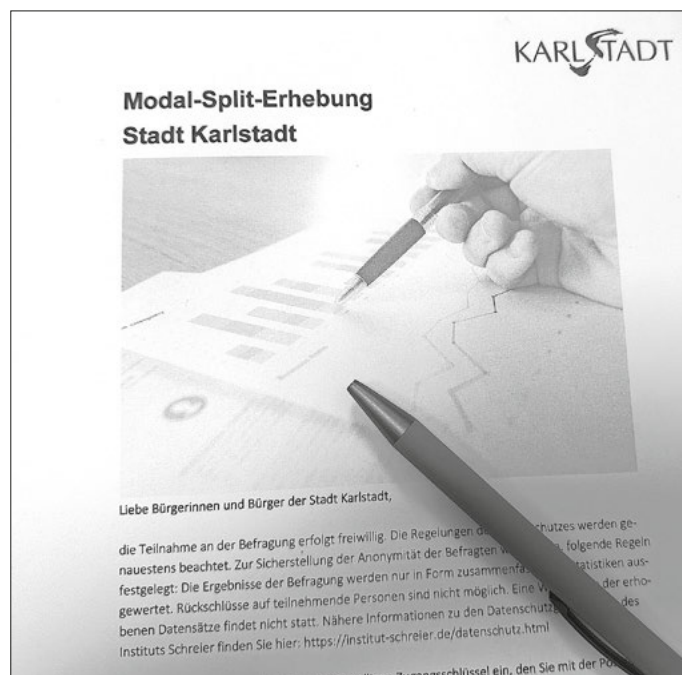 KARLSTADT
Modal-Split-Erhebung
Stadt Karlstadt
Liebe Bürgerinnen und Bürger der Stadt Karlstadt,
die Teilnahme an der Befragung erfolgt freiwillig. Die Regelungen d hutzes werden ge-
nauestens beachtet. Zur Sicherstellung der Anonymität der Befragten folgende Regeln
festgelegt: Die Ergebnisse der Befragung werden nur in Form zusammenfa tatistiken aus-
gewertet. Rückschlüsse auf teilnehmende Personen sind nicht möglich. Eine der erho-
benen Datensätze findet nicht statt. Nähere Informationen zu den Datenschutz des
Instituts Schreier finden Sie hier: https://institut-schreier.de/datenschutz.html
ein, den Sie mit der